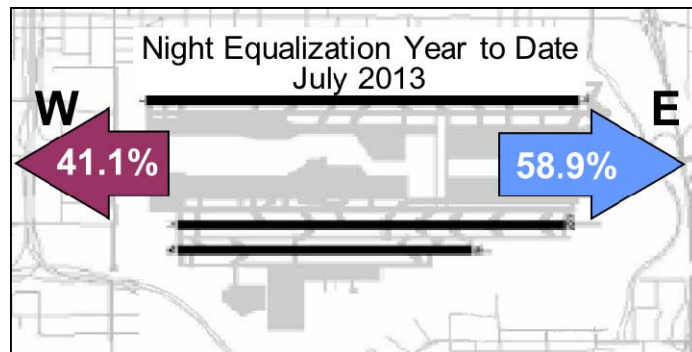 Night Equalization Year to Date
July 2013
W
E
41.1%
58.9%